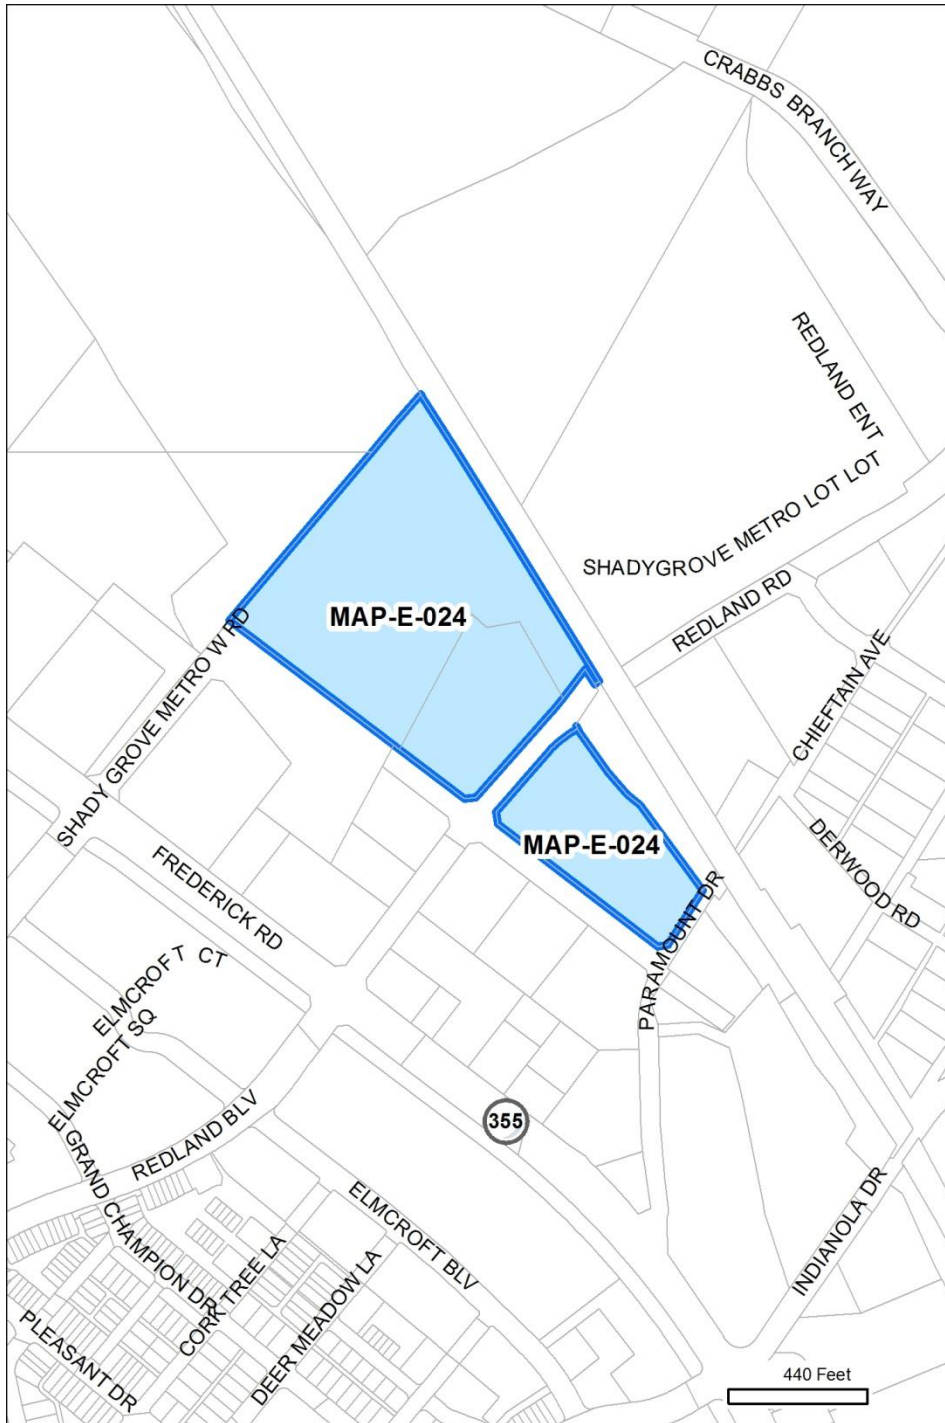 CRABBS BRANCH WAY
REDLAND ENT
SHADYGROVE METRO LOT LOT
REDLAND RD
MAP-E-024
SHADY GROVE METRO W RD
CHIEFTAIN AVE
MAP-E-024
DERWOOD RD
PARAMOUNT DR
FREDERICK RD
ELMCROFT CT
ELMCROFT SQ
355
REDLAND BLV
E GRAND CHAMPION DR
ELMCROFT BLV
INDIANOLA DR
CORK TREE LA
DEER MEADOW LA
PLEASANT DR
440 Feet